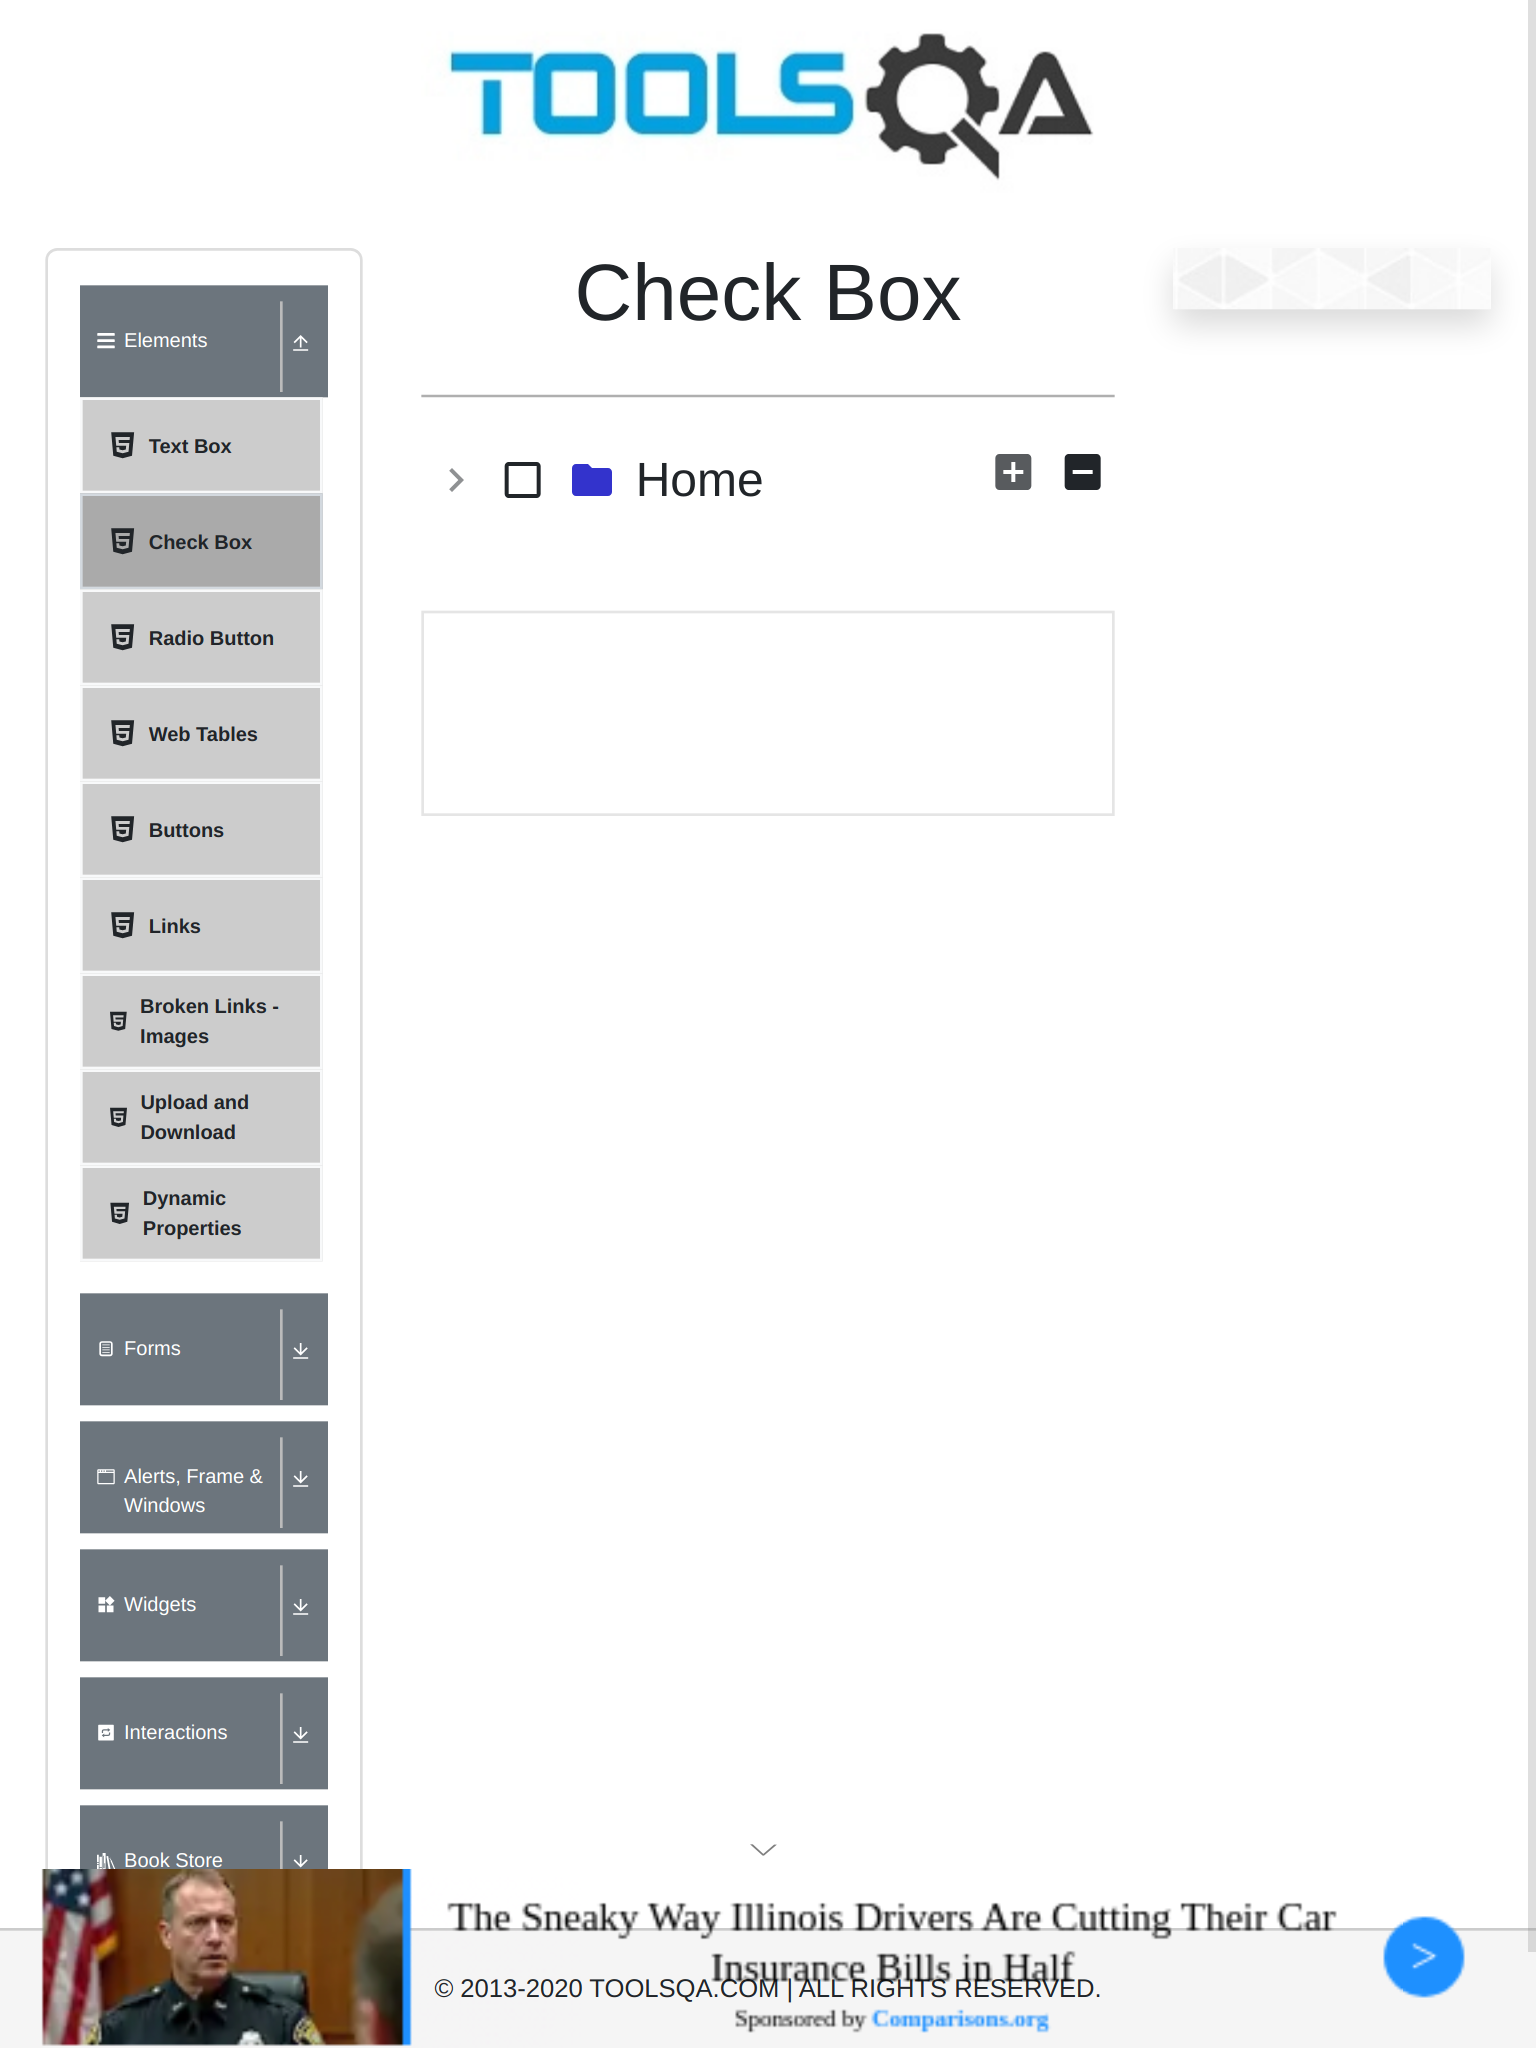 TOOLSQA
Check Box
Elements
Text Box
Check Box
Radio Button
Web Tables
Buttons
Links
Broken Links -
Images
Upload and
Download
Dynamic
Properties
Forms
Alerts, Frame &
Windows
Widgets
Interactions
Book Store
Home
The Sneaky Way Illinois Drivers Are Cutting Their Car
Insurance Bills in Half
© 2013-2020 TOOLSQA.COM | ALL RIGHTS RESERVED.
Sponsored by Comparisons.org